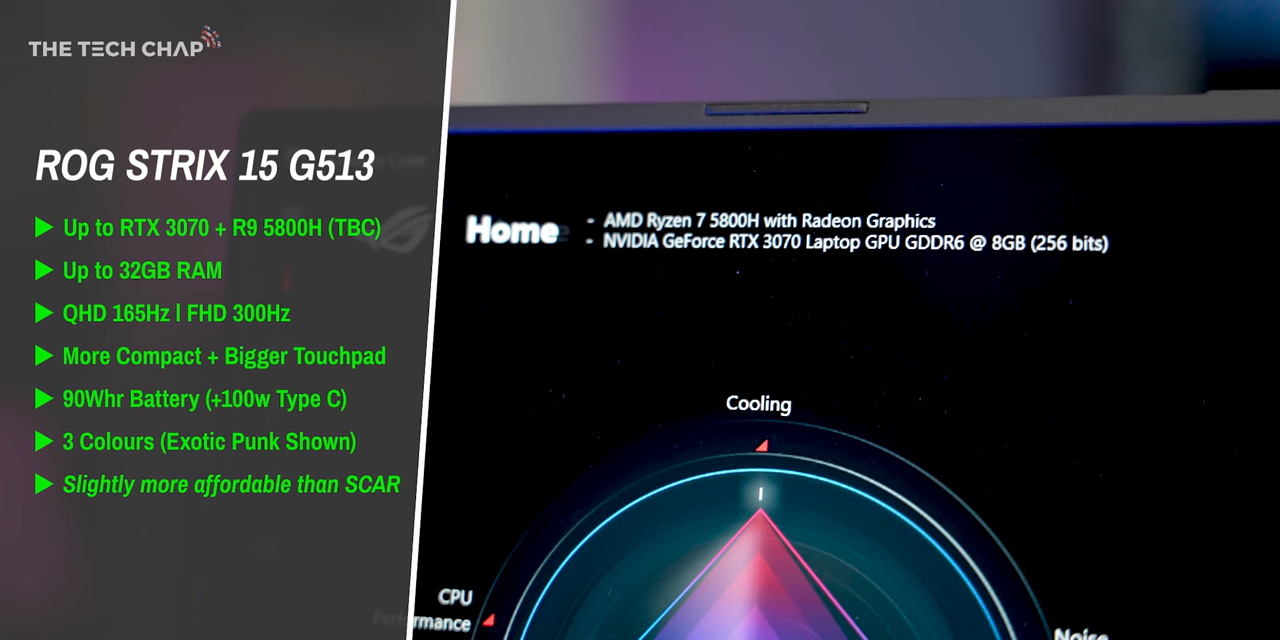 THE TECH CHAP
ROG STRIX 15 G513
▶ Up to RTX 3070 + R9 5800H (TBC)
▶ Up to 32GB RAM
▶ QHD 165Hz | FHD 300Hz
▶ More Compact + Bigger Touchpad
▶ 90Whr Battery (+100w Type C)
▶ 3 Colours (Exotic Punk Shown)
▶ Slightly more affordable than SCAR
Home
- AMD Ryzen 7 5800H with Radeon Graphics
- NVIDIA GeForce RTX 3070 Laptop GPU GDDR6 @ 8GB (256 bits)
Cooling
CPU
Performance
Noise